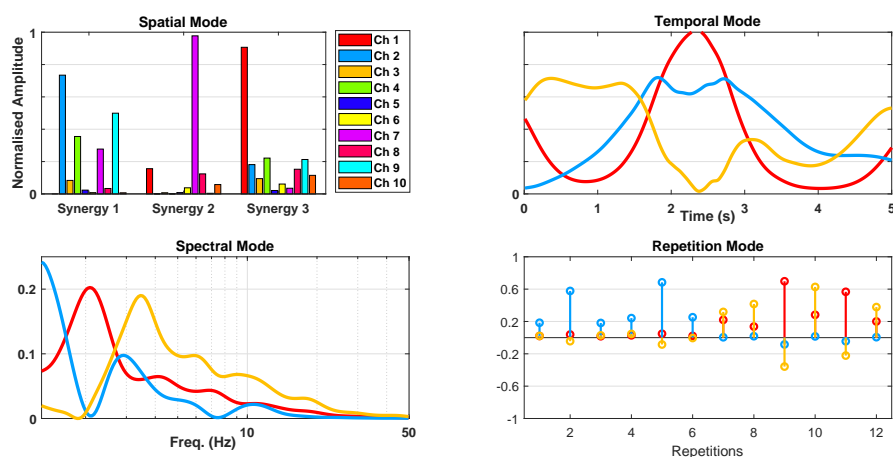 Spatial Mode
Normalised Amplitude
1
0
Synergy 1 Synergy 2 Synergy 3
Ch 1
Ch 2
Ch 3
Ch 4
Ch 5
Ch 6
Ch 7
Ch 8
Ch 9
Ch 10
Temporal Mode
0 1 2 3 4 5
Time (s)
Spectral Mode
0.2
0.1
0
10 50
Freq. (Hz)
Repetition Mode
1
0.6
0.2
-0.2
-0.6
-1
2 4 6 8 10 12
Repetitions